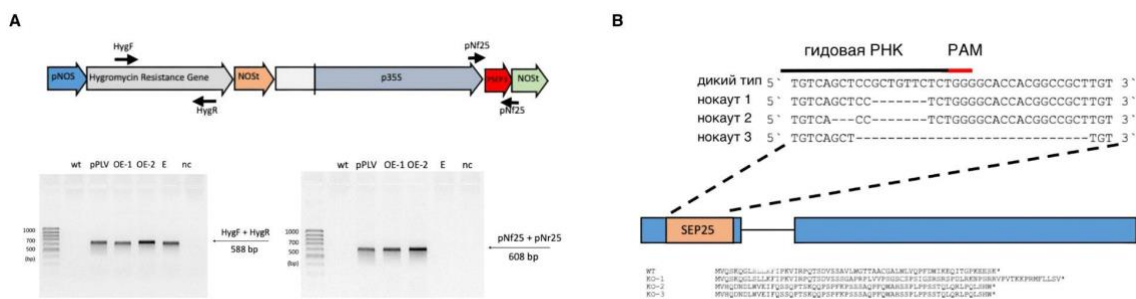 A
HygF
pNf25
pNOS
Hygromycin Resistance Gene
NOSt
p35S
NOSt
HygR
pNf25
wt pPLV OE-1 OE-2 E nc
1000
700
500
(bp)
HygF + HygR
588 bp
wt pPLV OE-1 OE-2 E nc
1000
700
500
(bp)
pNf25 + pNr25
608 bp
B
гидовая РНК PAM
дикий тип 5` TGTCAGCTCCGCTGTTCTCTGGGGCACCACGGCCGCTTGT 3`
нокаут 1 5` TGTCAGCTCC-------TCTGGGGCACCACGGCCGCTTGT 3`
нокаут 2 5` TGTCA---CC-------TCTGGGGCACCACGGCCGCTTGT 3`
нокаут 3 5` TGTCAGCT-----------------------------TGT 3`
SEP25
WT
KO-1
KO-2
KO-3